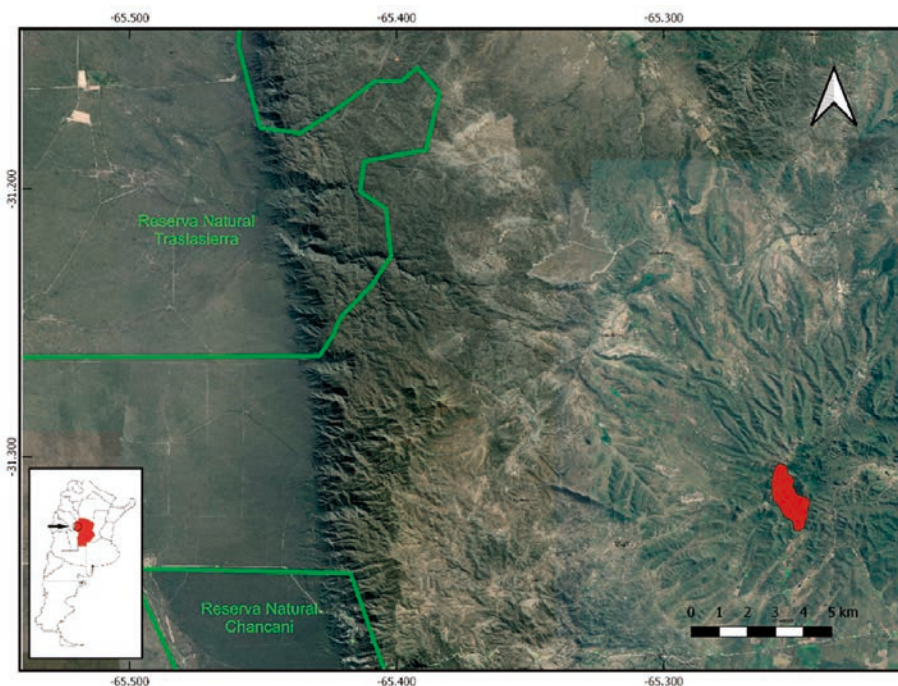 -65.500
-65.400
-65.300
-31.200
Reserva Natural
Traslasierra
-31.300
Reserva Natural
Chancani
0 1 2 3 4 5 km
-65.500
-65.400
-65.300